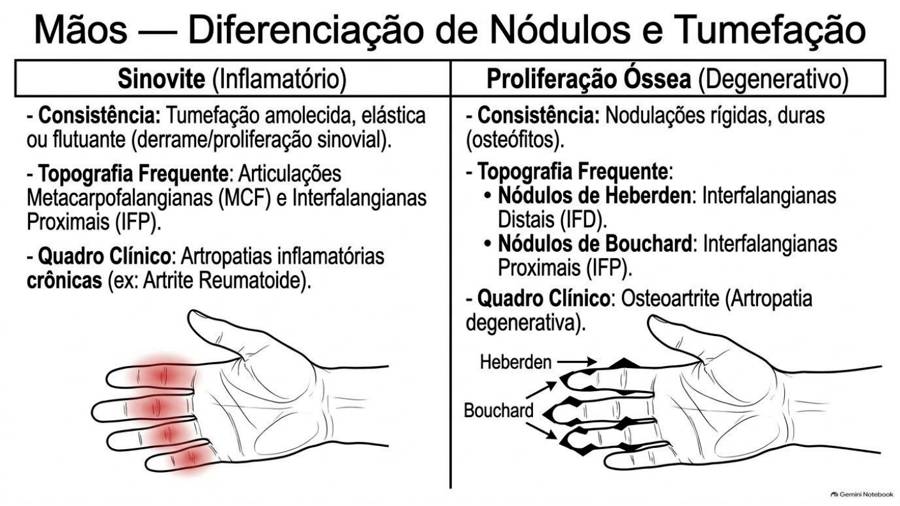 Mãos — Diferenciação de Nódulos e Tumefação
Sinovite (Inflamatório)
- Consistência: Tumefação amolecida, elástica
ou flutuante (derrame/proliferação sinovial).
- Topografia Frequente: Articulações
Metacarpofalangianas (MCF) e Interfalangianas
Proximais (IFP).
- Quadro Clínico: Artropatias inflamatórias
crônicas (ex: Artrite Reumatoide).
Proliferação Óssea (Degenerativo)
- Consistência: Nodulações rígidas, duras
(osteófitos).
- Topografia Frequente:
• Nódulos de Heberden: Interfalangianas
Distais (IFD).
• Nódulos de Bouchard: Interfalangianas
Proximais (IFP).
- Quadro Clínico: Osteoartrite (Artropatia
degenerativa).
Heberden
Bouchard
Gemini Notebook